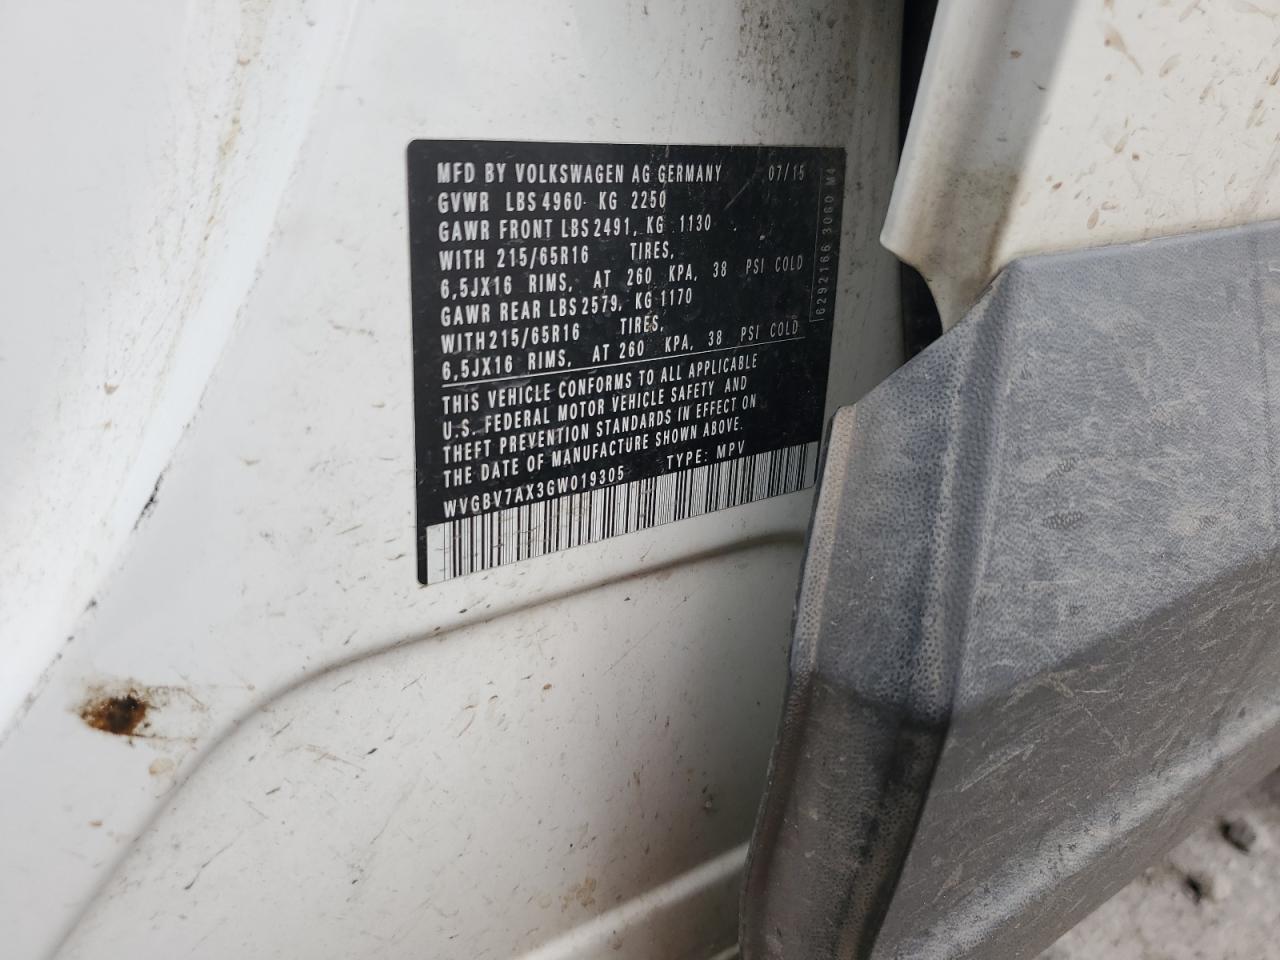 MFD BY VOLKSWAGEN AG GERMANY 07/15
GVWR LBS 4960 KG 2250
GAWR FRONT LBS 2491, KG 1130
WITH 215/65R16 TIRES,
6,5JX16 RIMS, AT 260 KPA, 38 PSI COLD
GAWR REAR LBS 2579, KG 1170
WITH 215/65R16 TIRES,
6,5JX16 RIMS, AT 260 KPA, 38 PSI COLD
THIS VEHICLE CONFORMS TO ALL APPLICABLE
U.S. FEDERAL MOTOR VEHICLE SAFETY AND
THEFT PREVENTION STANDARDS IN EFFECT ON
THE DATE OF MANUFACTURE SHOWN ABOVE.
WVGBV7AX3GW019305 TYPE: MPV
6292166 3060 M4